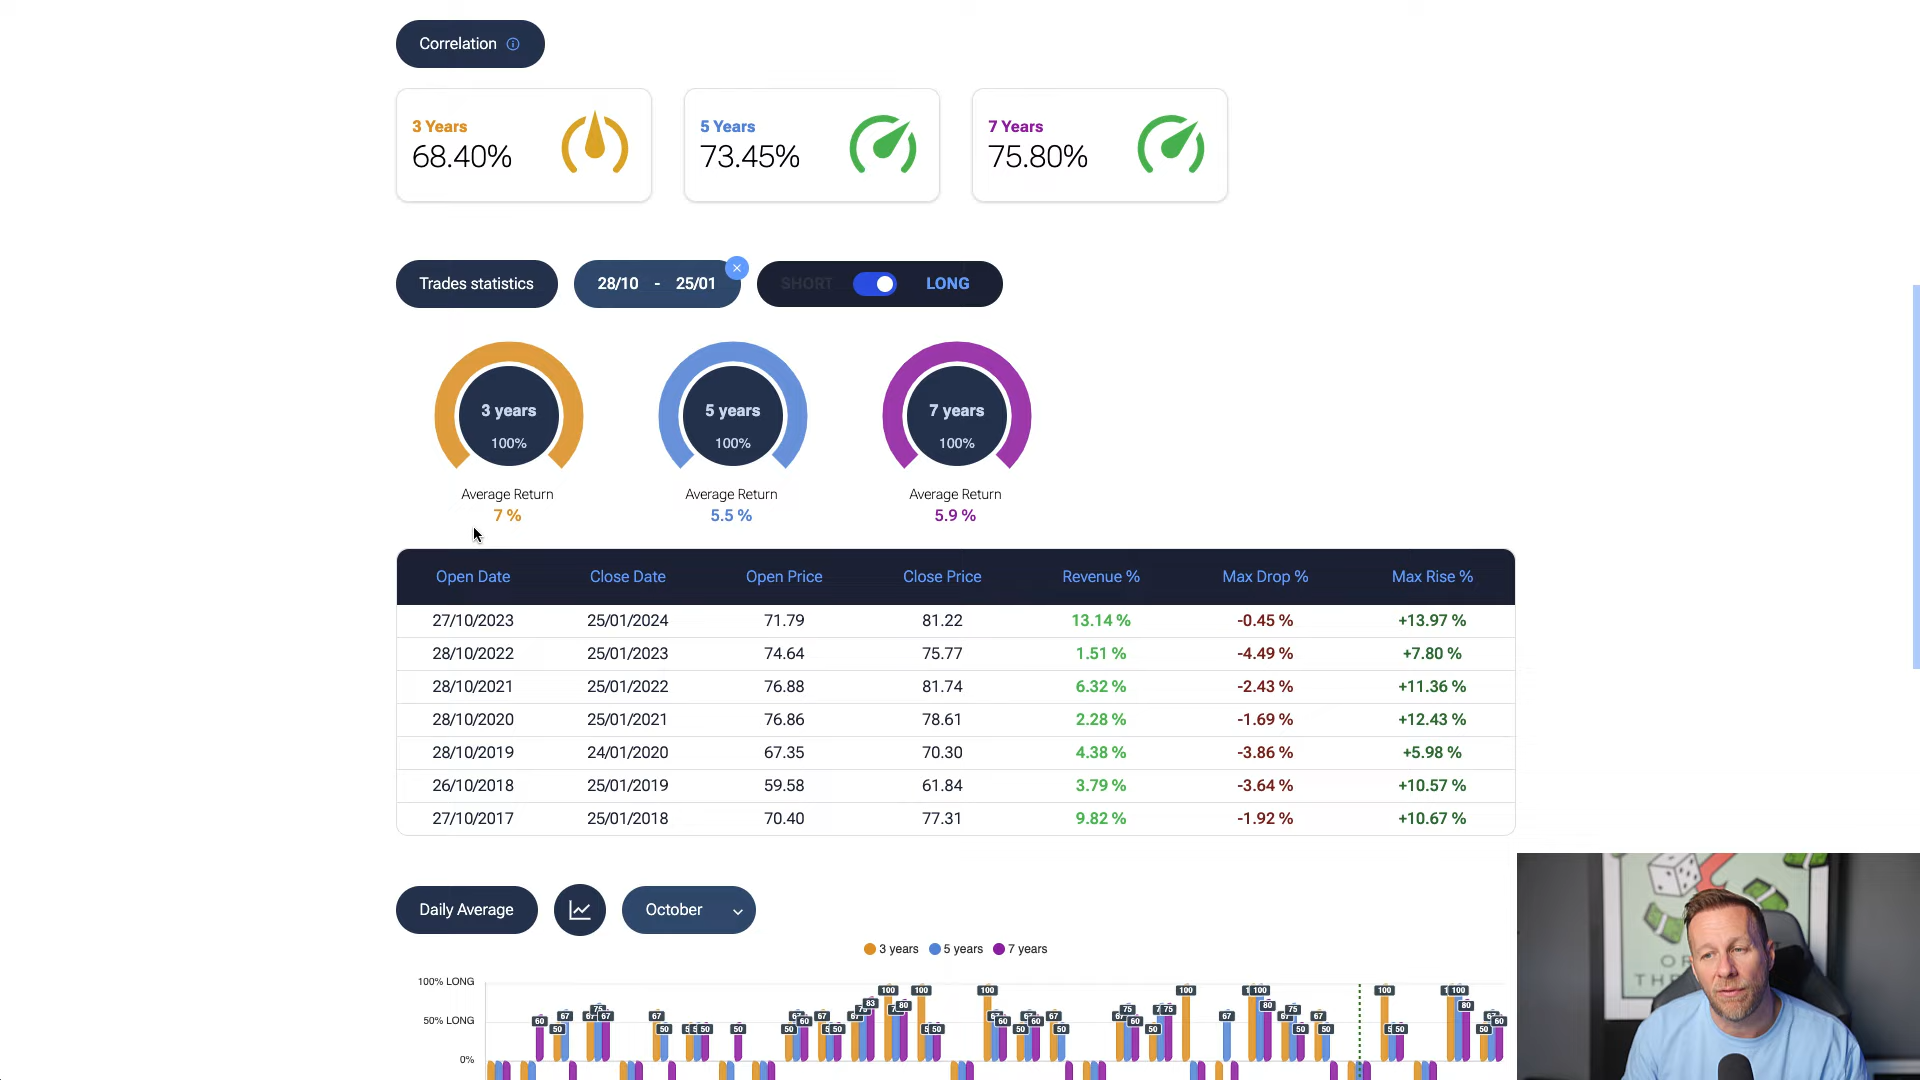 Correlation
3 Years
68.40%
5 Years
73.45%
7 Years
75.80%
Trades statistics
28/10 - 25/01
SHORT LONG
3 years
100%
Average Return
7 %
5 years
100%
Average Return
5.5 %
7 years
100%
Average Return
5.9 %
Open Date Close Date Open Price Close Price Revenue % Max Drop % Max Rise %
27/10/2023 25/01/2024 71.79 81.22 13.14 % -0.45 % +13.97 %
28/10/2022 25/01/2023 74.64 75.77 1.51 % -4.49 % +7.80 %
28/10/2021 25/01/2022 76.88 81.74 6.32 % -2.43 % +11.36 %
28/10/2020 25/01/2021 76.86 78.61 2.28 % -1.69 % +12.43 %
28/10/2019 24/01/2020 67.35 70.30 4.38 % -3.86 % +5.98 %
26/10/2018 25/01/2019 59.58 61.84 3.79 % -3.64 % +10.57 %
27/10/2017 25/01/2018 70.40 77.31 9.82 % -1.92 % +10.67 %
Daily Average
October
3 years 5 years 7 years
100% LONG
50% LONG
0%